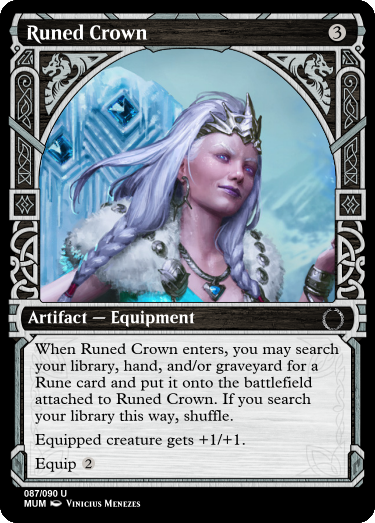 Runed Crown 3
Artifact — Equipment
When Runed Crown enters, you may search
your library, hand, and/or graveyard for a
Rune card and put it onto the battlefield
attached to Runed Crown. If you search
your library this way, shuffle.
Equipped creature gets +1/+1.
Equip 2
087/090 U
MUM Vinicius Menezes